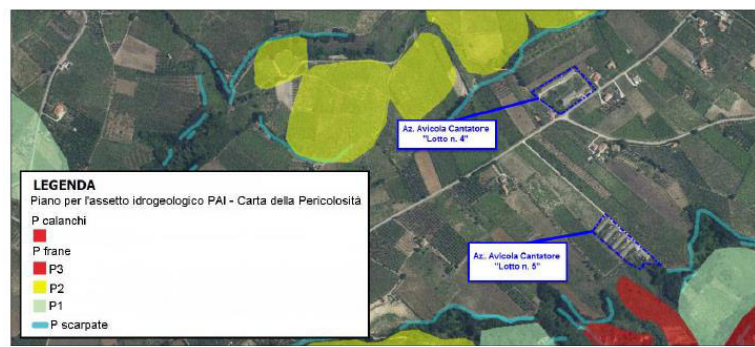 Az. Avicola Cantatore
"Lotto n. 4"
LEGENDA
Piano per l'assetto idrogeologico PAI - Carta della Pericolosità
P calanchi
P frane
P3
P2
P1
P scarpate
Az. Avicola Cantatore
"Lotto n. 5"